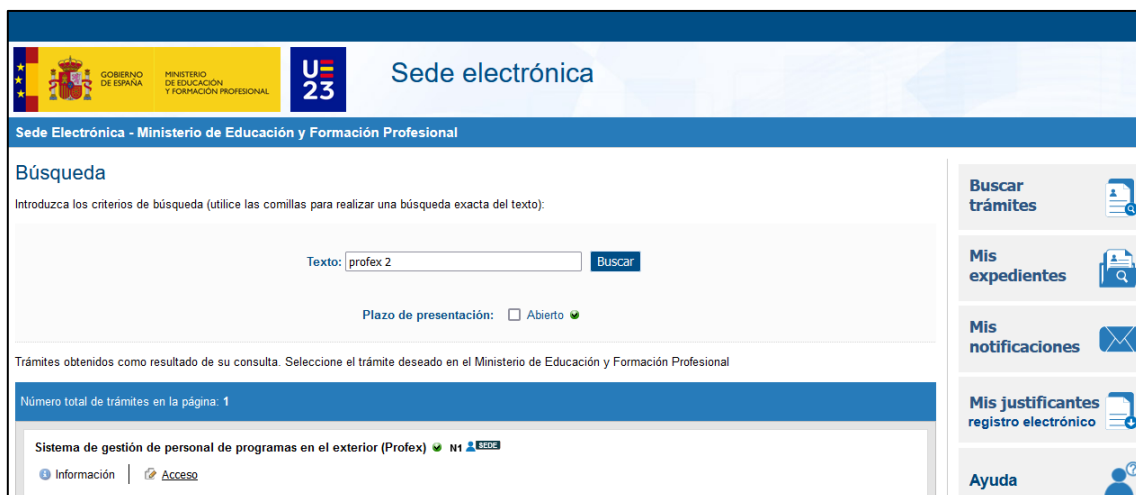 GOBIERNO
DE ESPAÑA
MINISTERIO
DE EDUCACIÓN
Y FORMACIÓN PROFESIONAL
UE
23
Sede electrónica
Sede Electrónica - Ministerio de Educación y Formación Profesional
Búsqueda
Introduzca los criterios de búsqueda (utilice las comillas para realizar una búsqueda exacta del texto):
Texto: profex 2 Buscar
Plazo de presentación: Abierto
Trámites obtenidos como resultado de su consulta. Seleccione el trámite deseado en el Ministerio de Educación y Formación Profesional
Número total de trámites en la página: 1
Sistema de gestión de personal de programas en el exterior (Profex) N1 SEDE
Información Acceso
Buscar
trámites
Mis
expedientes
Mis
notificaciones
Mis justificantes
registro electrónico
Ayuda